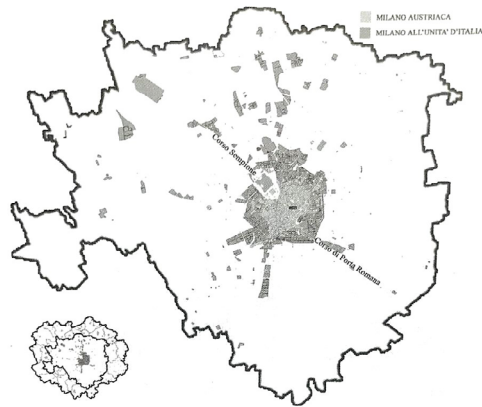 MILANO AUSTRIACA
MILANO ALL'UNITA' D'ITALIA
Corso Sempione
Corso di Porta Romana